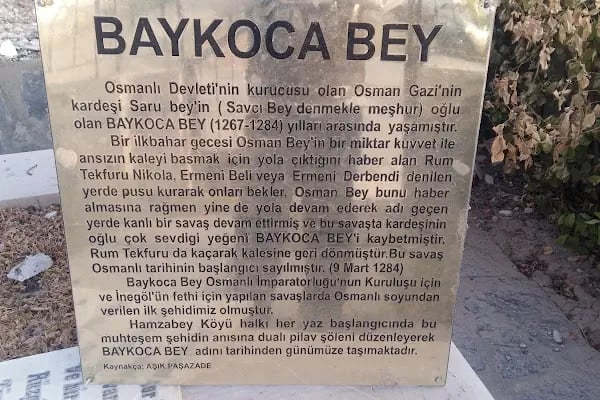 BAYKOCA BEY
Osmanlı Devleti'nin kurucusu olan Osman Gazi'nin
kardeşi Saru bey'in ( Savcı Bey denmekle meşhur) oğlu
olan BAYKOCA BEY (1267-1284) yılları arasında yaşamıştır.
Bir ilkbahar gecesi Osman Bey'in bir miktar kuvvet ile
ansızın kaleyi basmak için yola çıktığını haber alan Rum
Tekfuru Nikola, Ermeni Beli veya Ermeni Derbendi denilen
yerde pusu kurarak onları bekler. Osman Bey bunu haber
almasına rağmen yine de yola devam ederek adı geçen
yerde kanlı bir savaş devam ettirmiş ve bu savaşta kardeşinin
oğlu çok sevdigi yeğeni BAYKOCA BEY'i kaybetmiştir.
Rum Tekfuru da kaçarak kalesine geri dönmüştür.Bu savaş
Osmanlı tarihinin başlangıcı sayılmıştır. (9 Mart 1284)
Baykoca Bey Osmanlı İmparatorluğu'nun Kuruluşu için
ve İnegöl'ün fethi için yapılan savaşlarda Osmanlı soyundan
verilen ilk şehidimiz olmuştur.
Hamzabey Köyü halkı her yaz başlangıcında bu
muhteşem şehidin anısına dualı pilav şöleni düzenleyerek
BAYKOCA BEY adını tarihinden günümüze taşımaktadır.
Kaynakça: AŞIK PAŞAZADE